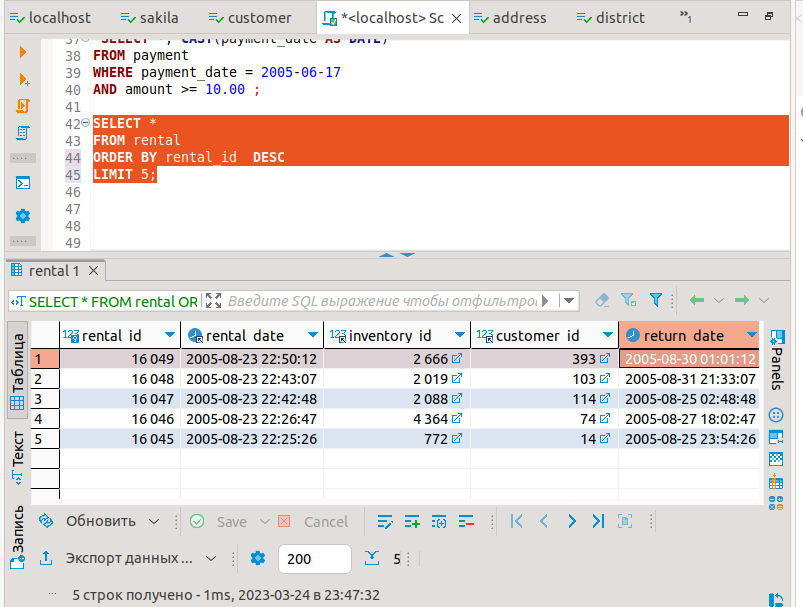 localhost sakila customer *<localhost> Sc address district »1
37 SELECT *, CAST(payment_date AS DATE)
38 FROM payment
39 WHERE payment_date = 2005-06-17
40 AND amount >= 10.00 ;
41
42 SELECT *
43 FROM rental
44 ORDER BY rental_id DESC
45 LIMIT 5;
46
47
48
49
rental 1
SELECT * FROM rental OR Введите SQL выражение чтобы отфильтро
Таблица
Текст
Запись
rental_id rental_date inventory_id customer_id return_date
1 16 049 2005-08-23 22:50:12 2 666 393 2005-08-30 01:01:12
2 16 048 2005-08-23 22:43:07 2 019 103 2005-08-31 21:33:07
3 16 047 2005-08-23 22:42:48 2 088 114 2005-08-25 02:48:48
4 16 046 2005-08-23 22:26:47 4 364 74 2005-08-27 18:02:47
5 16 045 2005-08-23 22:25:26 772 14 2005-08-25 23:54:26
Panels
Обновить Save Cancel
Экспорт данных ... 200 5
... 5 строк получено - 1ms, 2023-03-24 в 23:47:32